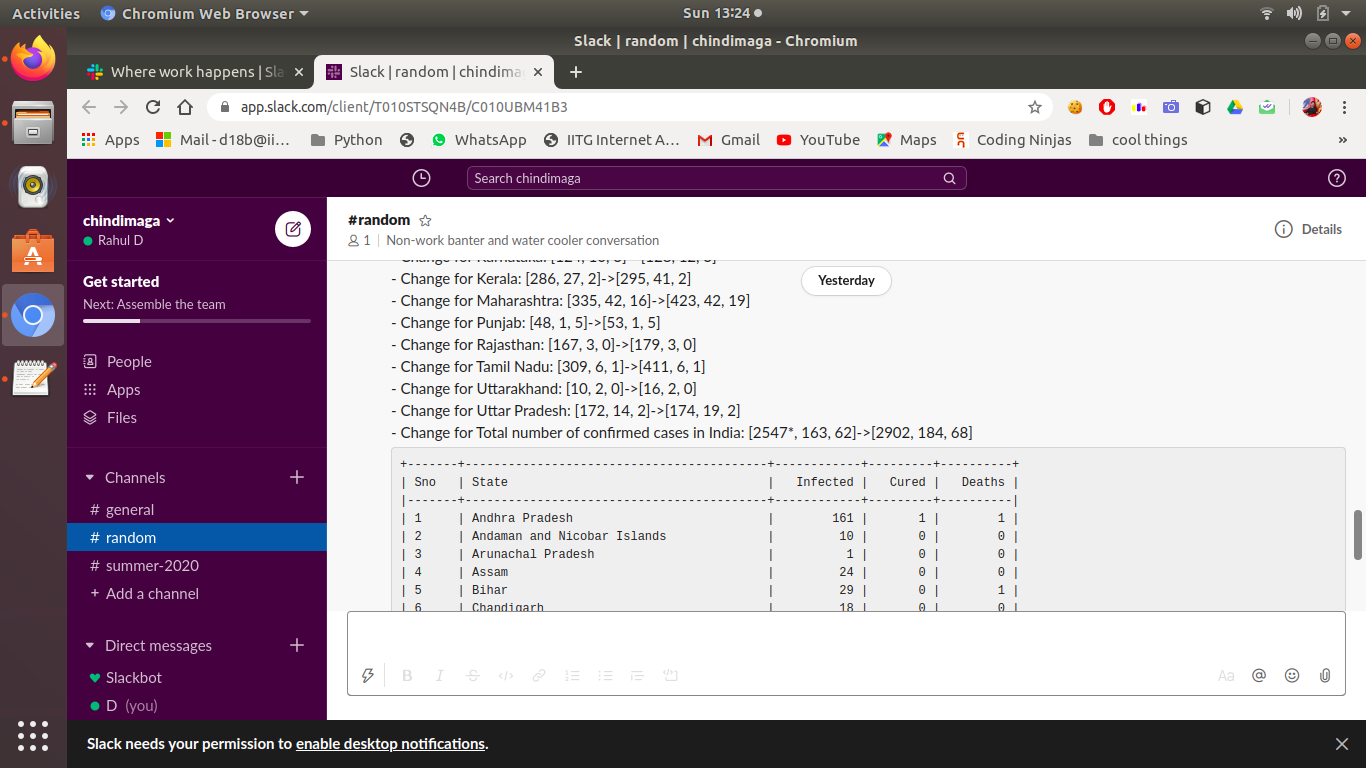 Activities
Chromium Web Browser
Sun 13:24
Slack | random | chindimaga - Chromium
Where work happens | Sla
Slack | random | chindimag
app.slack.com/client/T010STSQN4B/C010UBM41B3
Apps
Mail - d18b@ii...
Python
WhatsApp
IITG Internet A...
Gmail
YouTube
Maps
Coding Ninjas
cool things
»
Search chindimaga
chindimaga
Rahul D
Get started
Next: Assemble the team
People
Apps
Files
Channels
# general
# random
# summer-2020
+ Add a channel
Direct messages
Slackbot
D (you)
#random
1 | Non-work banter and water cooler conversation
Details
Yesterday
- Change for Kerala: [286, 27, 2]->[295, 41, 2]
- Change for Maharashtra: [335, 42, 16]->[423, 42, 19]
- Change for Punjab: [48, 1, 5]->[53, 1, 5]
- Change for Rajasthan: [167, 3, 0]->[179, 3, 0]
- Change for Tamil Nadu: [309, 6, 1]->[411, 6, 1]
- Change for Uttarakhand: [10, 2, 0]->[16, 2, 0]
- Change for Uttar Pradesh: [172, 14, 2]->[174, 19, 2]
- Change for Total number of confirmed cases in India: [2547*, 163, 62]->[2902, 184, 68]
+-------+------------------------------------------+------------+---------+----------+
| Sno | State | Infected | Cured | Deaths |
|-------+------------------------------------------+------------+---------+----------|
| 1 | Andhra Pradesh | 161 | 1 | 1 |
| 2 | Andaman and Nicobar Islands | 10 | 0 | 0 |
| 3 | Arunachal Pradesh | 1 | 0 | 0 |
| 4 | Assam | 24 | 0 | 0 |
| 5 | Bihar | 29 | 0 | 1 |
| 6 | Chandigarh | 18 | 0 | 0 |
B I S </>
Aa @
Slack needs your permission to enable desktop notifications.